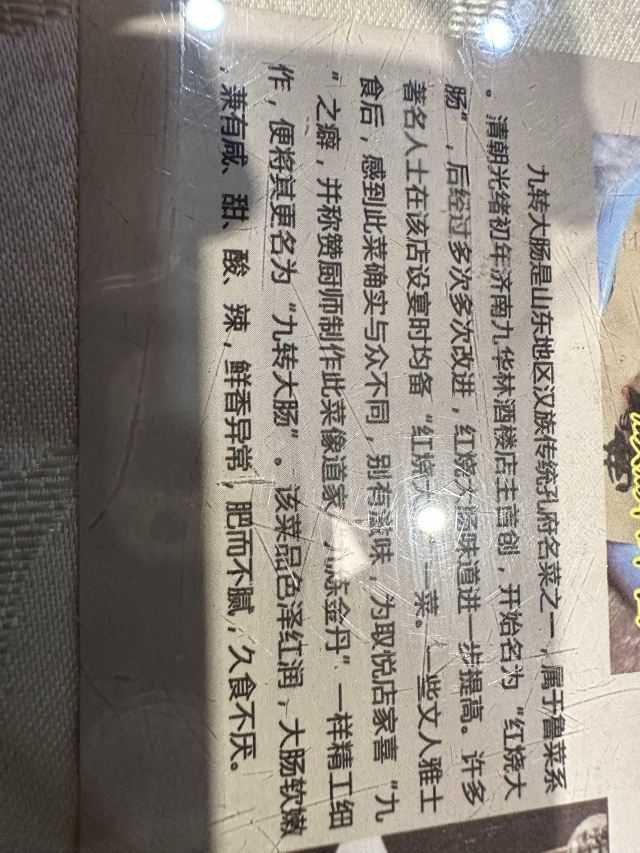 九转大肠是山东地区汉族传统孔府名菜之一，属于鲁菜系
。清朝光绪初年济南九华林酒楼店主首创，开始名为“红烧大
肠”，后经过多次多次改进，红烧大肠味道进一步提高。许多
著名人士在该店设宴时均备“红烧大 一菜。一些文人雅士
食后，感到此菜确实与众不同，别有滋味，为取悦店家喜“九
”之癖，并称赞厨师制作此菜像道家“九炼金丹”一样精工细
作，便将其更名为“九转大肠”。该菜品色泽红润，大肠软嫩
，兼有咸、甜、酸、辣，鲜香异常，肥而不腻，久食不厌。